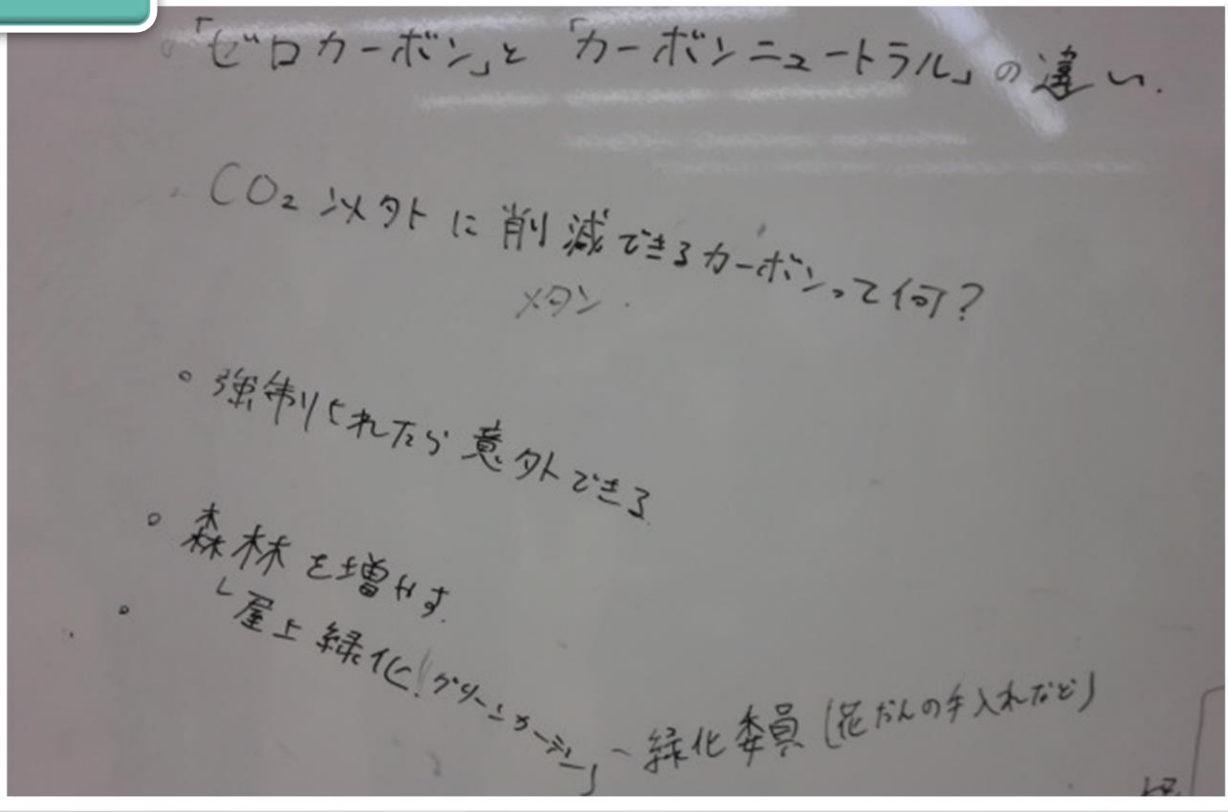 。「ゼロカーボン」と「カーボンニュートラル」の違い.
・CO₂以外に削減できるカーボンって何？
メタン.
。強制されたら意外できる
。森林を増やす.
└屋上緑化!グリーンカーテン
〜緑化委員(花だんの手入れなど)